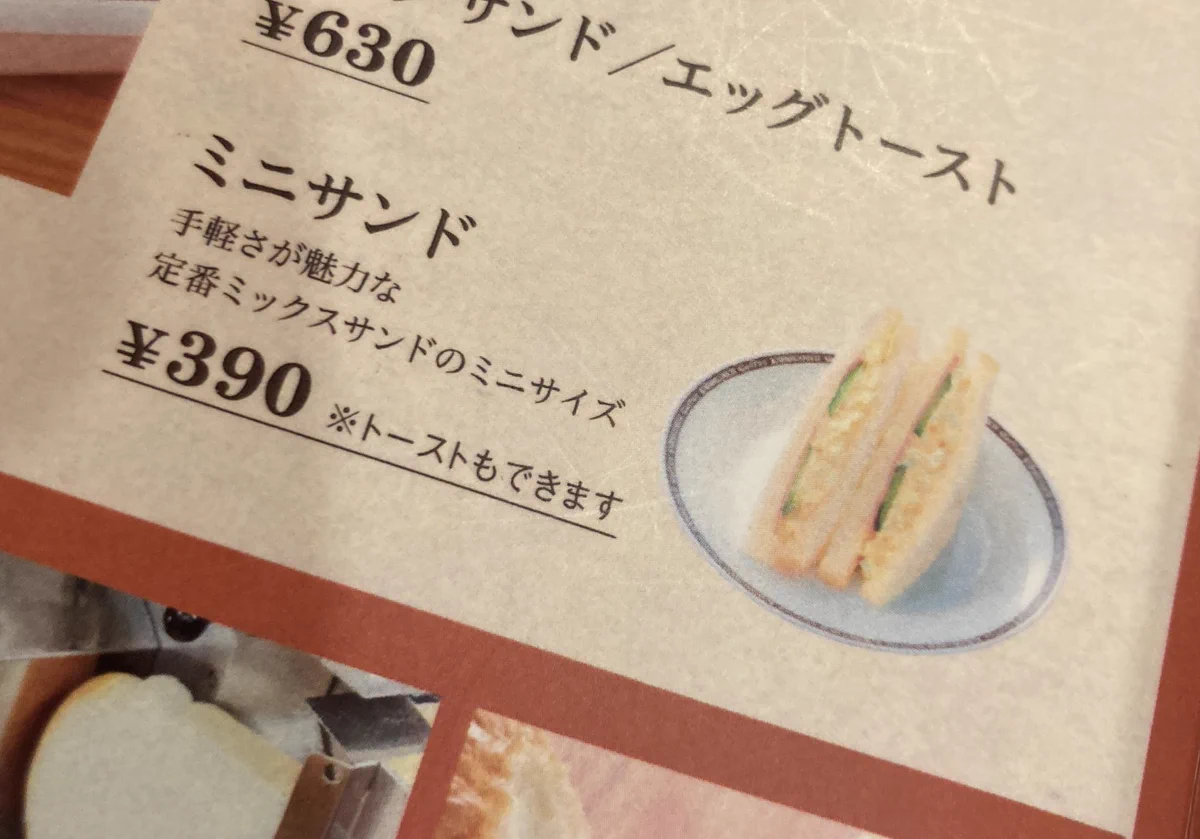 サンド／エッグトースト
¥630
ミニサンド
手軽さが魅力な
定番ミックスサンドのミニサイズ
¥390 ※トーストもできます